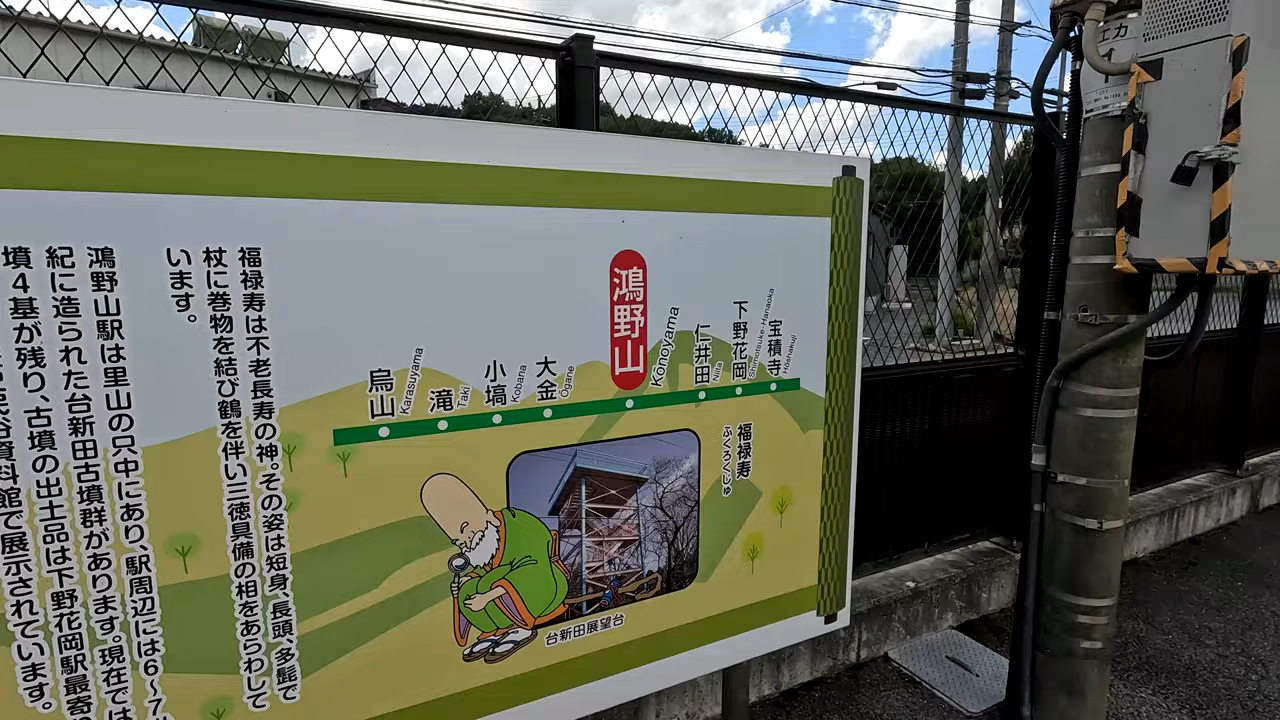 宝積寺
Hoshakuji
下野花岡
Shimotsuke-Hanaoka
仁井田
Niita
鴻野山
Konoyama
大金
Ogane
小塙
Kobana
滝
Taki
烏山
Karasuyama
福禄寿
ふくろくじゅ
台新田展望台
福禄寿は不老長寿の神。その姿は短身、長頭、多髭で
杖に巻物を結び鶴を伴い三徳具備の相をあらわして
います。
鴻野山駅は里山の只中にあり、駅周辺には6〜7
紀に造られた台新田古墳群があります。現在では
墳4基が残り、古墳の出土品は下野花岡駅最寄
資料館で展示されています。